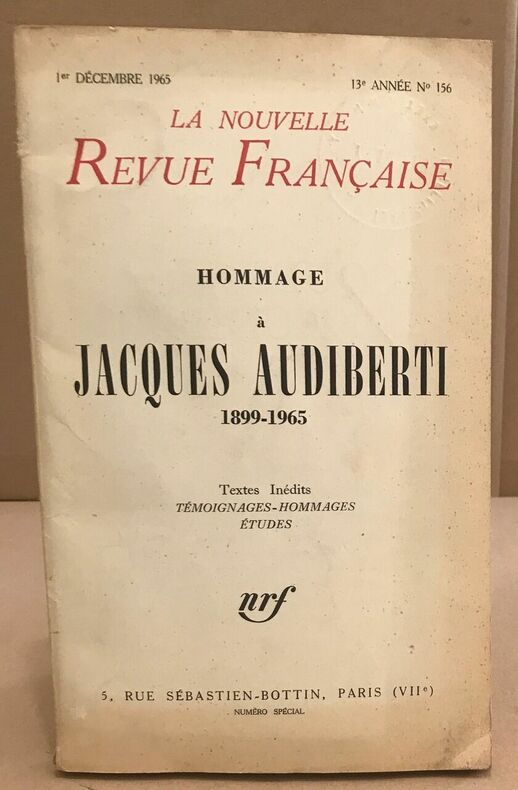 1er DÉCEMBRE 1965 13e ANNÉE No 156
LA NOUVELLE
REVUE FRANÇAISE
HOMMAGE
à
JACQUES AUDIBERTI
1899-1965
Textes Inédits
TÉMOIGNAGES-HOMMAGES
ÉTUDES
nrf
5, RUE SÉBASTIEN-BOTTIN, PARIS (VIIe)
NUMÉRO SPÉCIAL